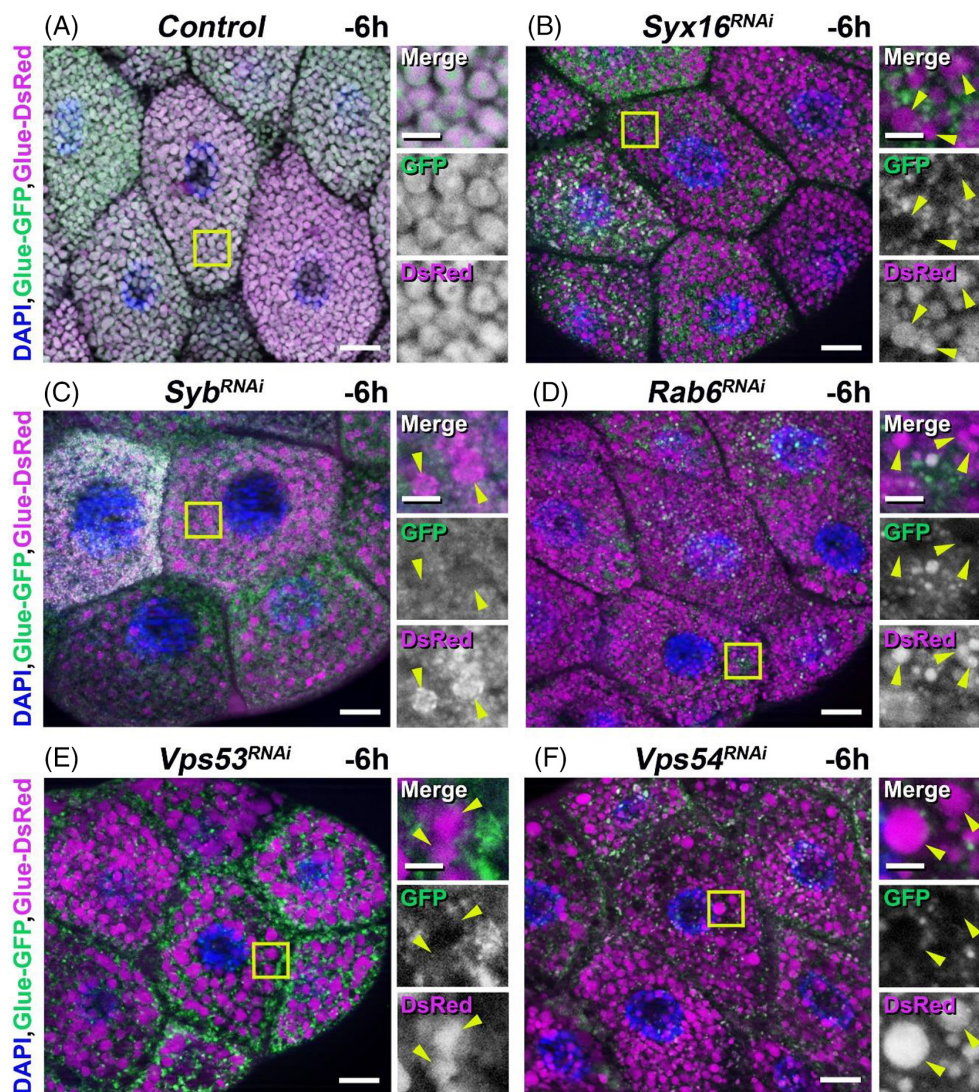 (A) Control -6h
DAPI,Glue-GFP,Glue-DsRed
Merge
GFP
DsRed
(B) Syx16RNAi -6h
Merge
GFP
DsRed
(C) SybRNAi -6h
DAPI,Glue-GFP,Glue-DsRed
Merge
GFP
DsRed
(D) Rab6RNAi -6h
Merge
GFP
DsRed
(E) Vps53RNAi -6h
DAPI,Glue-GFP,Glue-DsRed
Merge
GFP
DsRed
(F) Vps54RNAi -6h
Merge
GFP
DsRed